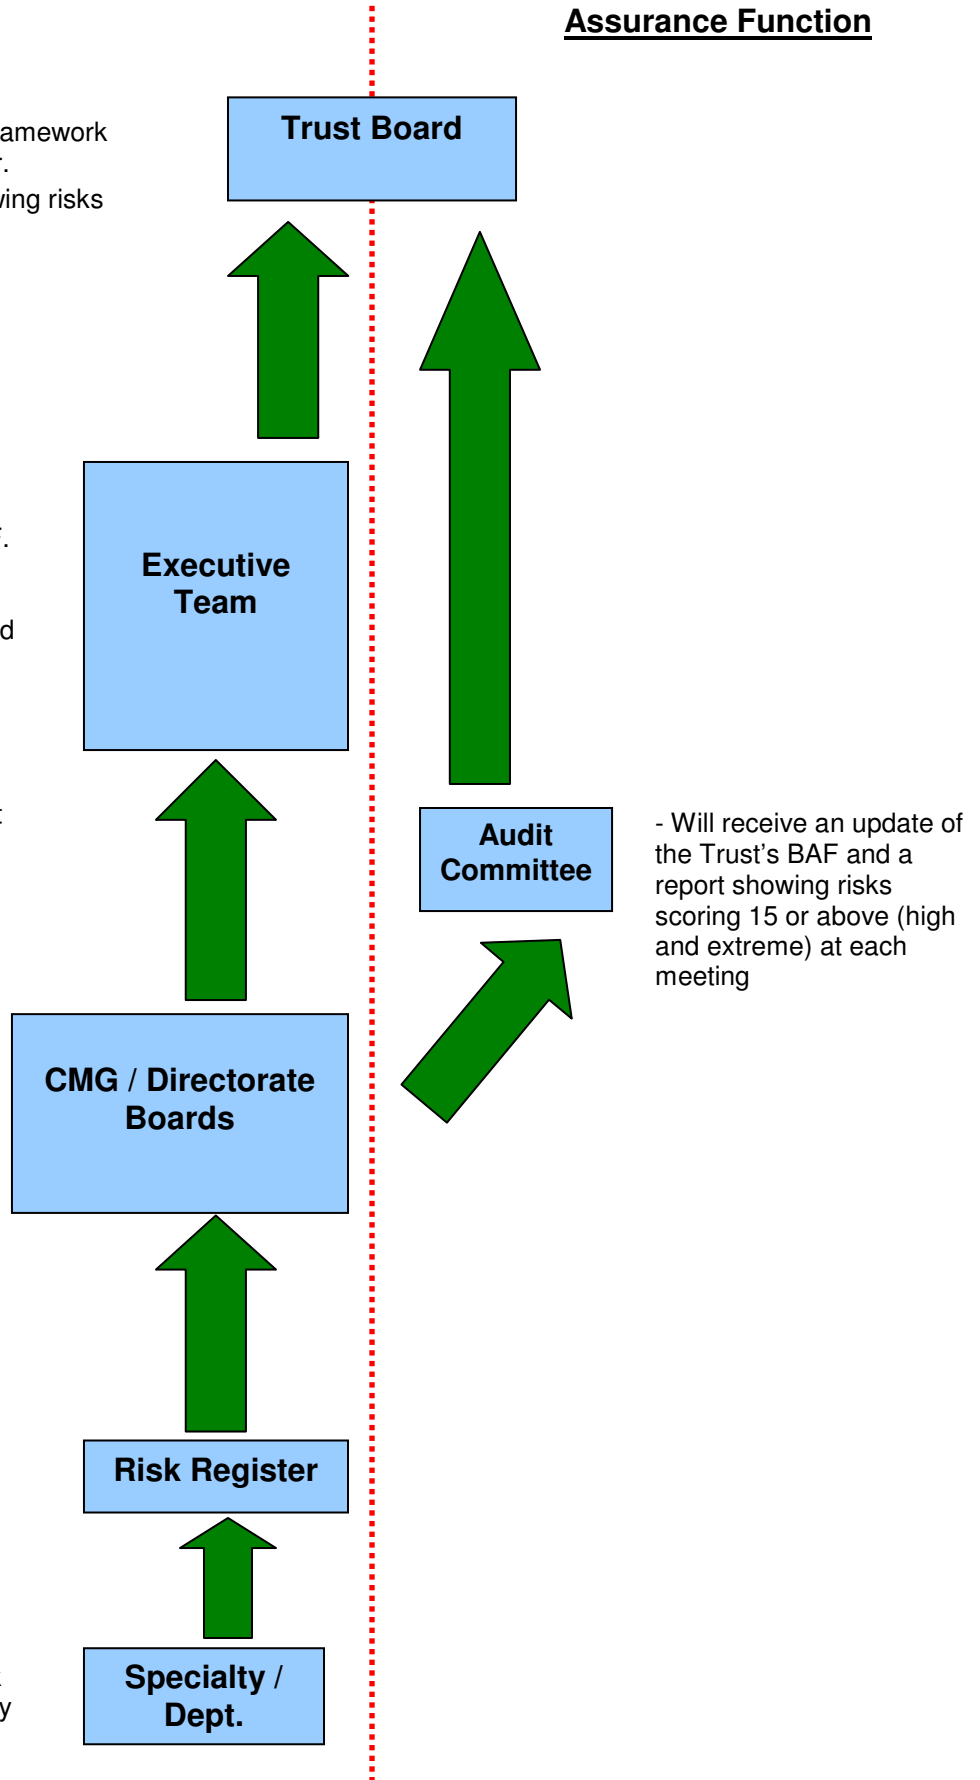 Assurance Function
Trust Board
wing risks
Executive
Team
Audit
Committee
- Will receive an update of
the Trust's BAF and a
report showing risks
scoring 15 or above (high
and extreme) at each
meeting
CMG / Directorate
Boards
Risk Register
Specialty /
Dept.